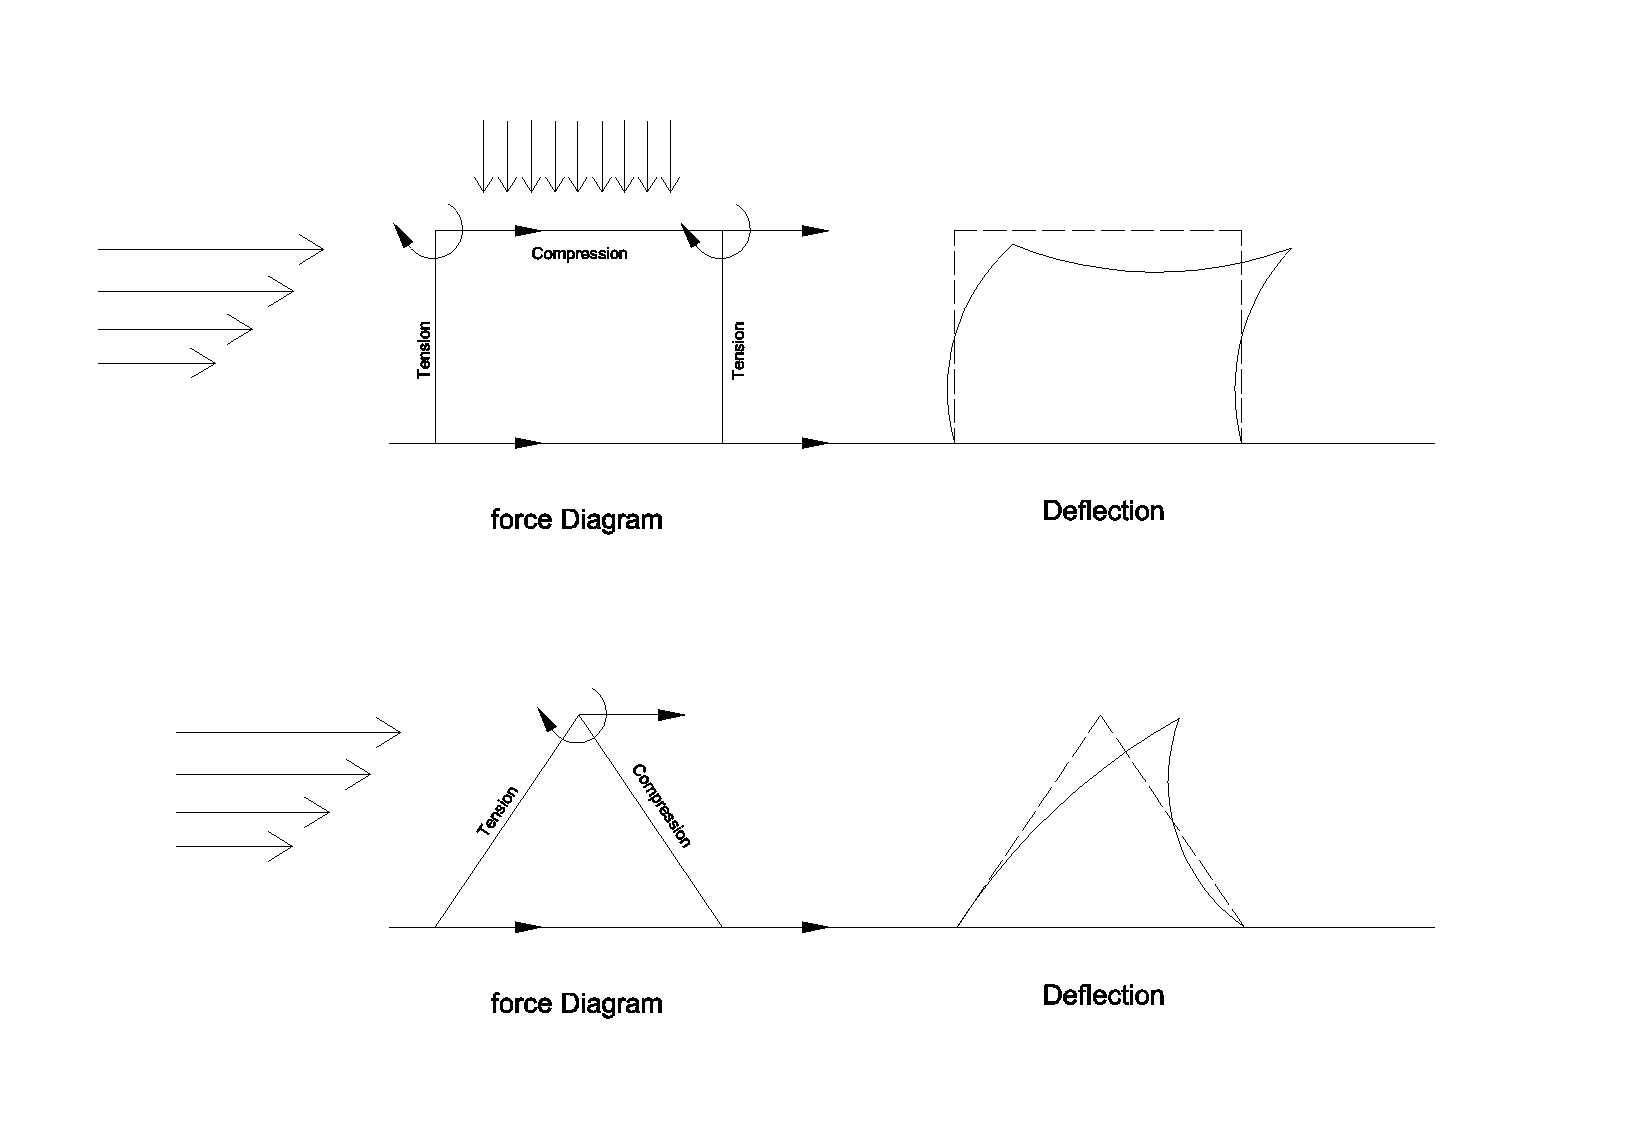 Compression
Tension
Tension
force Diagram
Deflection
Tension
Compression
force Diagram
Deflection